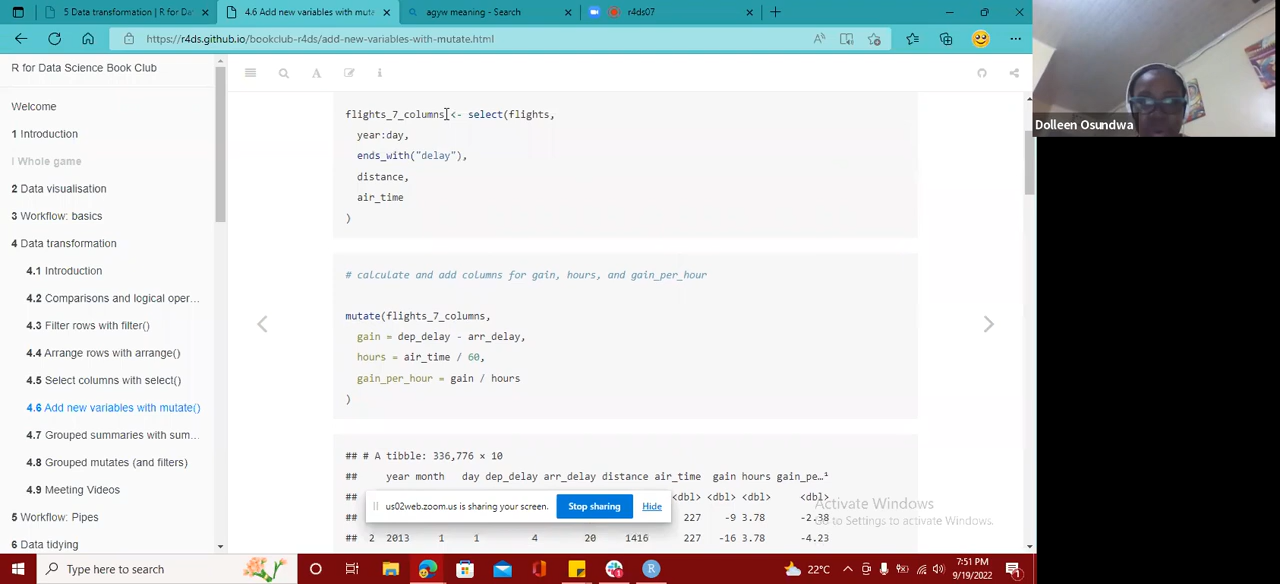 5 Data transformation | R for Dat
4.6 Add new variables with muta
agyw meaning - Search
r4ds07
https://r4ds.github.io/bookclub-r4ds/add-new-variables-with-mutate.html
R for Data Science Book Club
Welcome
1 Introduction
I Whole game
2 Data visualisation
3 Workflow: basics
4 Data transformation
4.1 Introduction
4.2 Comparisons and logical oper...
4.3 Filter rows with filter()
4.4 Arrange rows with arrange()
4.5 Select columns with select()
4.6 Add new variables with mutate()
4.7 Grouped summaries with sum...
4.8 Grouped mutates (and filters)
4.9 Meeting Videos
5 Workflow: Pipes
6 Data tidying
flights_7_columns <- select(flights,
year:day,
ends_with("delay"),
distance,
air_time
)
# calculate and add columns for gain, hours, and gain_per_hour
mutate(flights_7_columns,
gain = dep_delay - arr_delay,
hours = air_time / 60,
gain_per_hour = gain / hours
)
## # A tibble: 336,776 × 10
## year month day dep_delay arr_delay distance air_time gain hours gain_pe…¹
## <dbl> <dbl> <dbl> <dbl>
## 227 -9 3.78 -2.38
## 2 2013 1 1 4 20 1416 227 -16 3.78 -4.23
us02web.zoom.us is sharing your screen.
Stop sharing
Hide
Activate Windows
Go to Settings to activate Windows.
Dolleen Osundwa
Type here to search
22°C
7:51 PM
9/19/2022
1